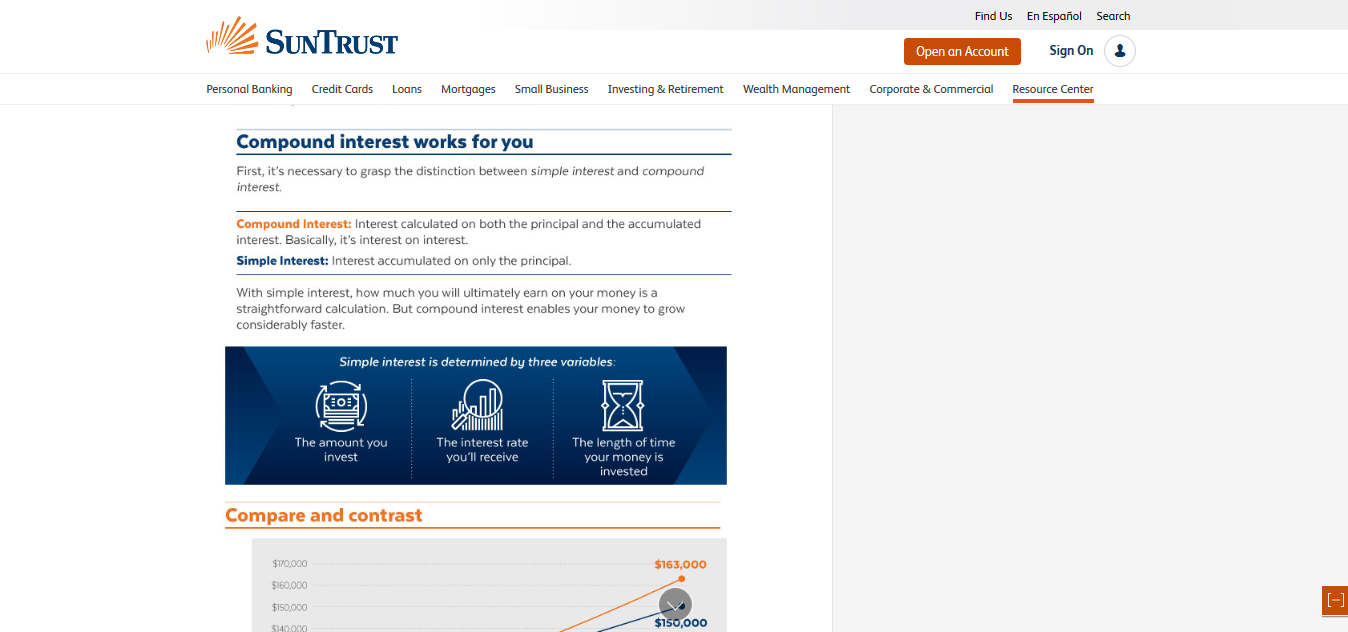 Find Us En Español Search
SUNTRUST
Open an Account
Sign On
Personal Banking Credit Cards Loans Mortgages Small Business Investing & Retirement Wealth Management Corporate & Commercial Resource Center
Compound interest works for you
First, it's necessary to grasp the distinction between simple interest and compound
interest.
Compound Interest: Interest calculated on both the principal and the accumulated
interest. Basically, it's interest on interest.
Simple Interest: Interest accumulated on only the principal.
With simple interest, how much you will ultimately earn on your money is a
straightforward calculation. But compound interest enables your money to grow
considerably faster.
Simple interest is determined by three variables:
The amount you
invest
The interest rate
you'll receive
The length of time
your money is
invested
Compare and contrast
$170,000
$163,000
$160,000
$150,000
$150,000
$140,000